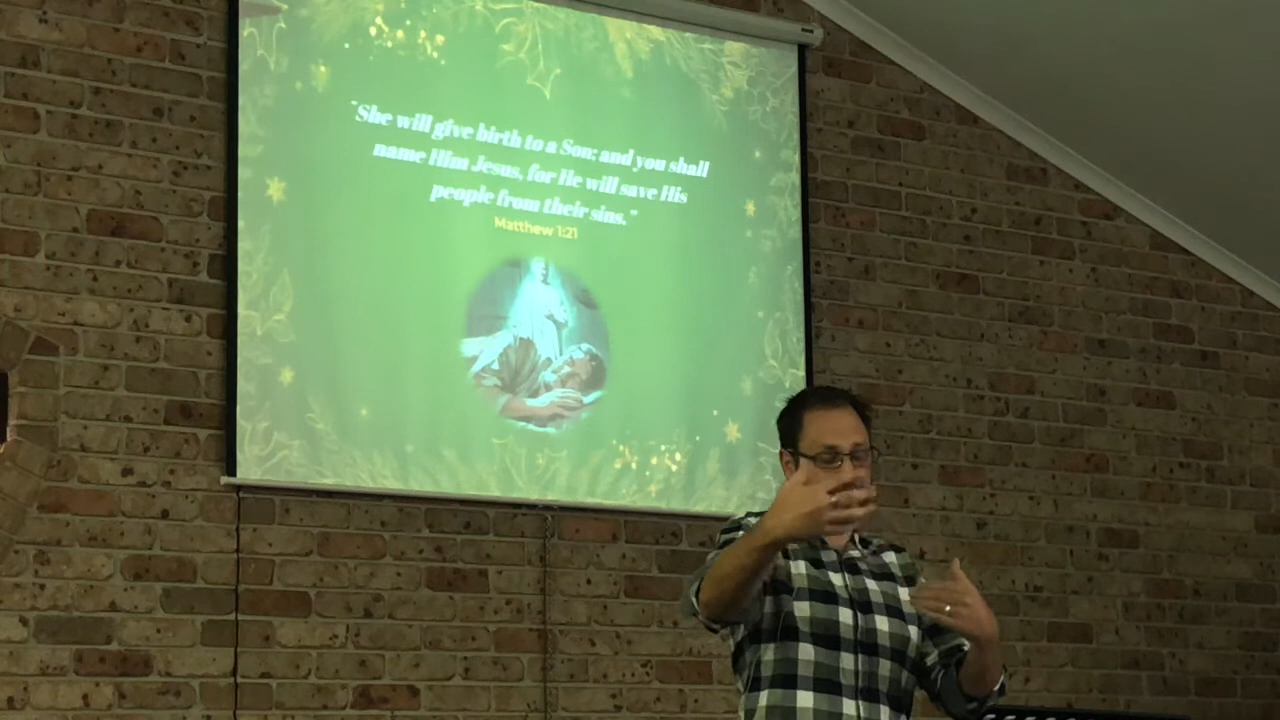 "She will give birth to a Son; and you shall
name Him Jesus, for He will save His
people from their sins."
Matthew 1:21